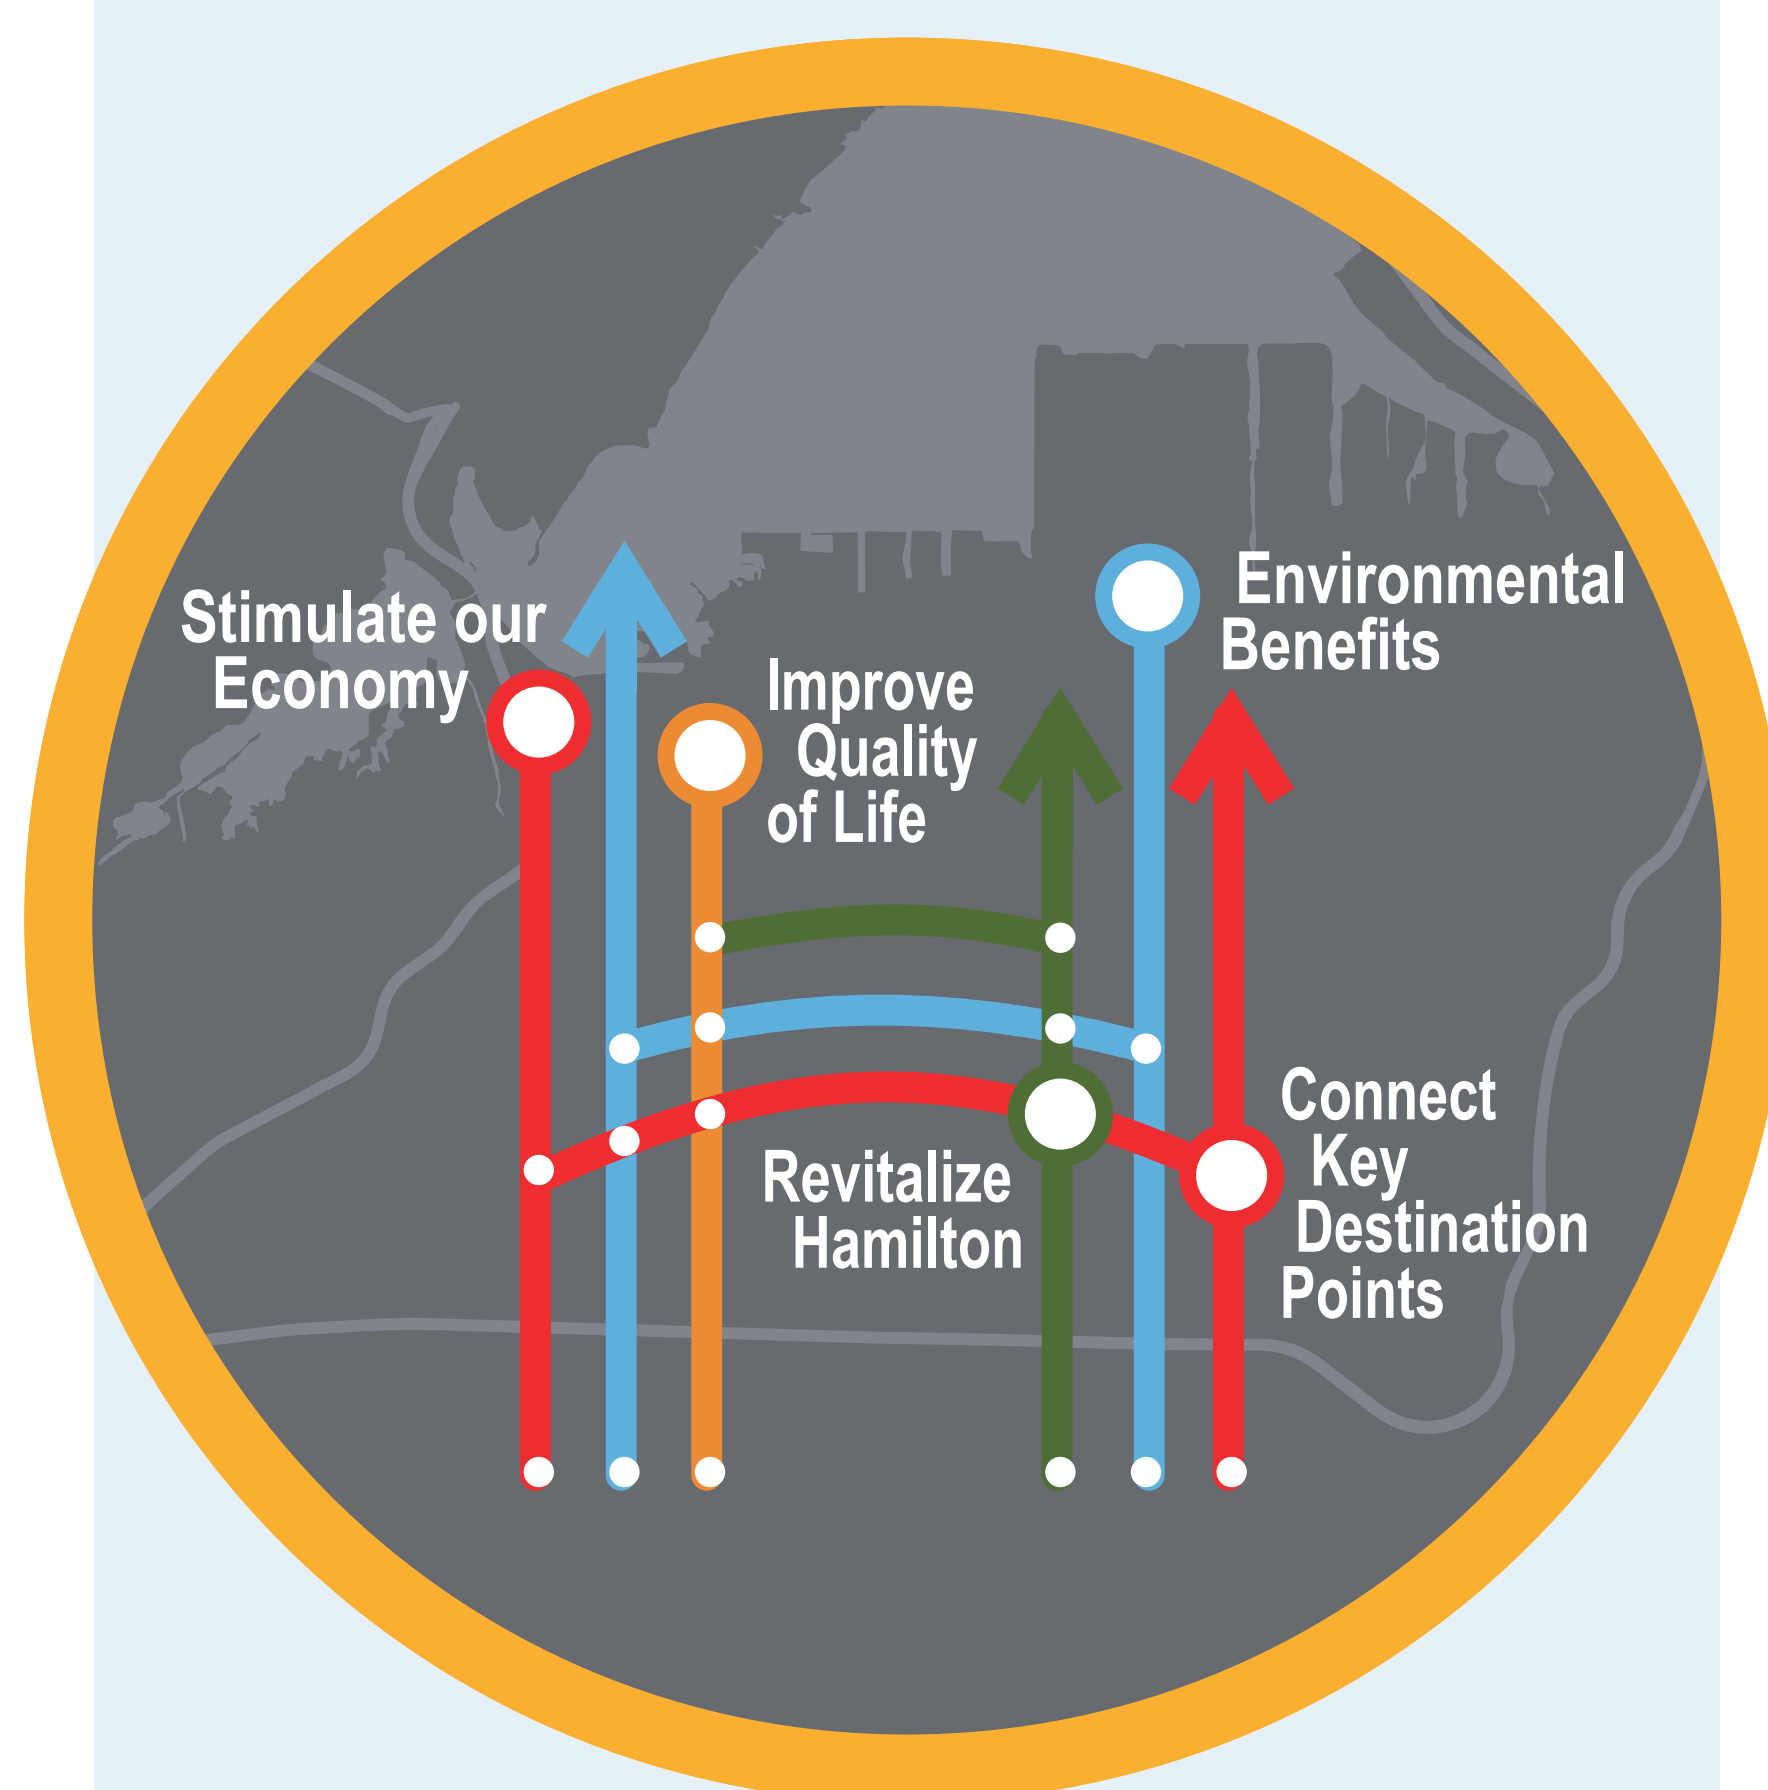 Stimulate our
Economy
Improve
Quality
of Life
Environmental
Benefits
Revitalize
Hamilton
Connect
Key
Destination
Points